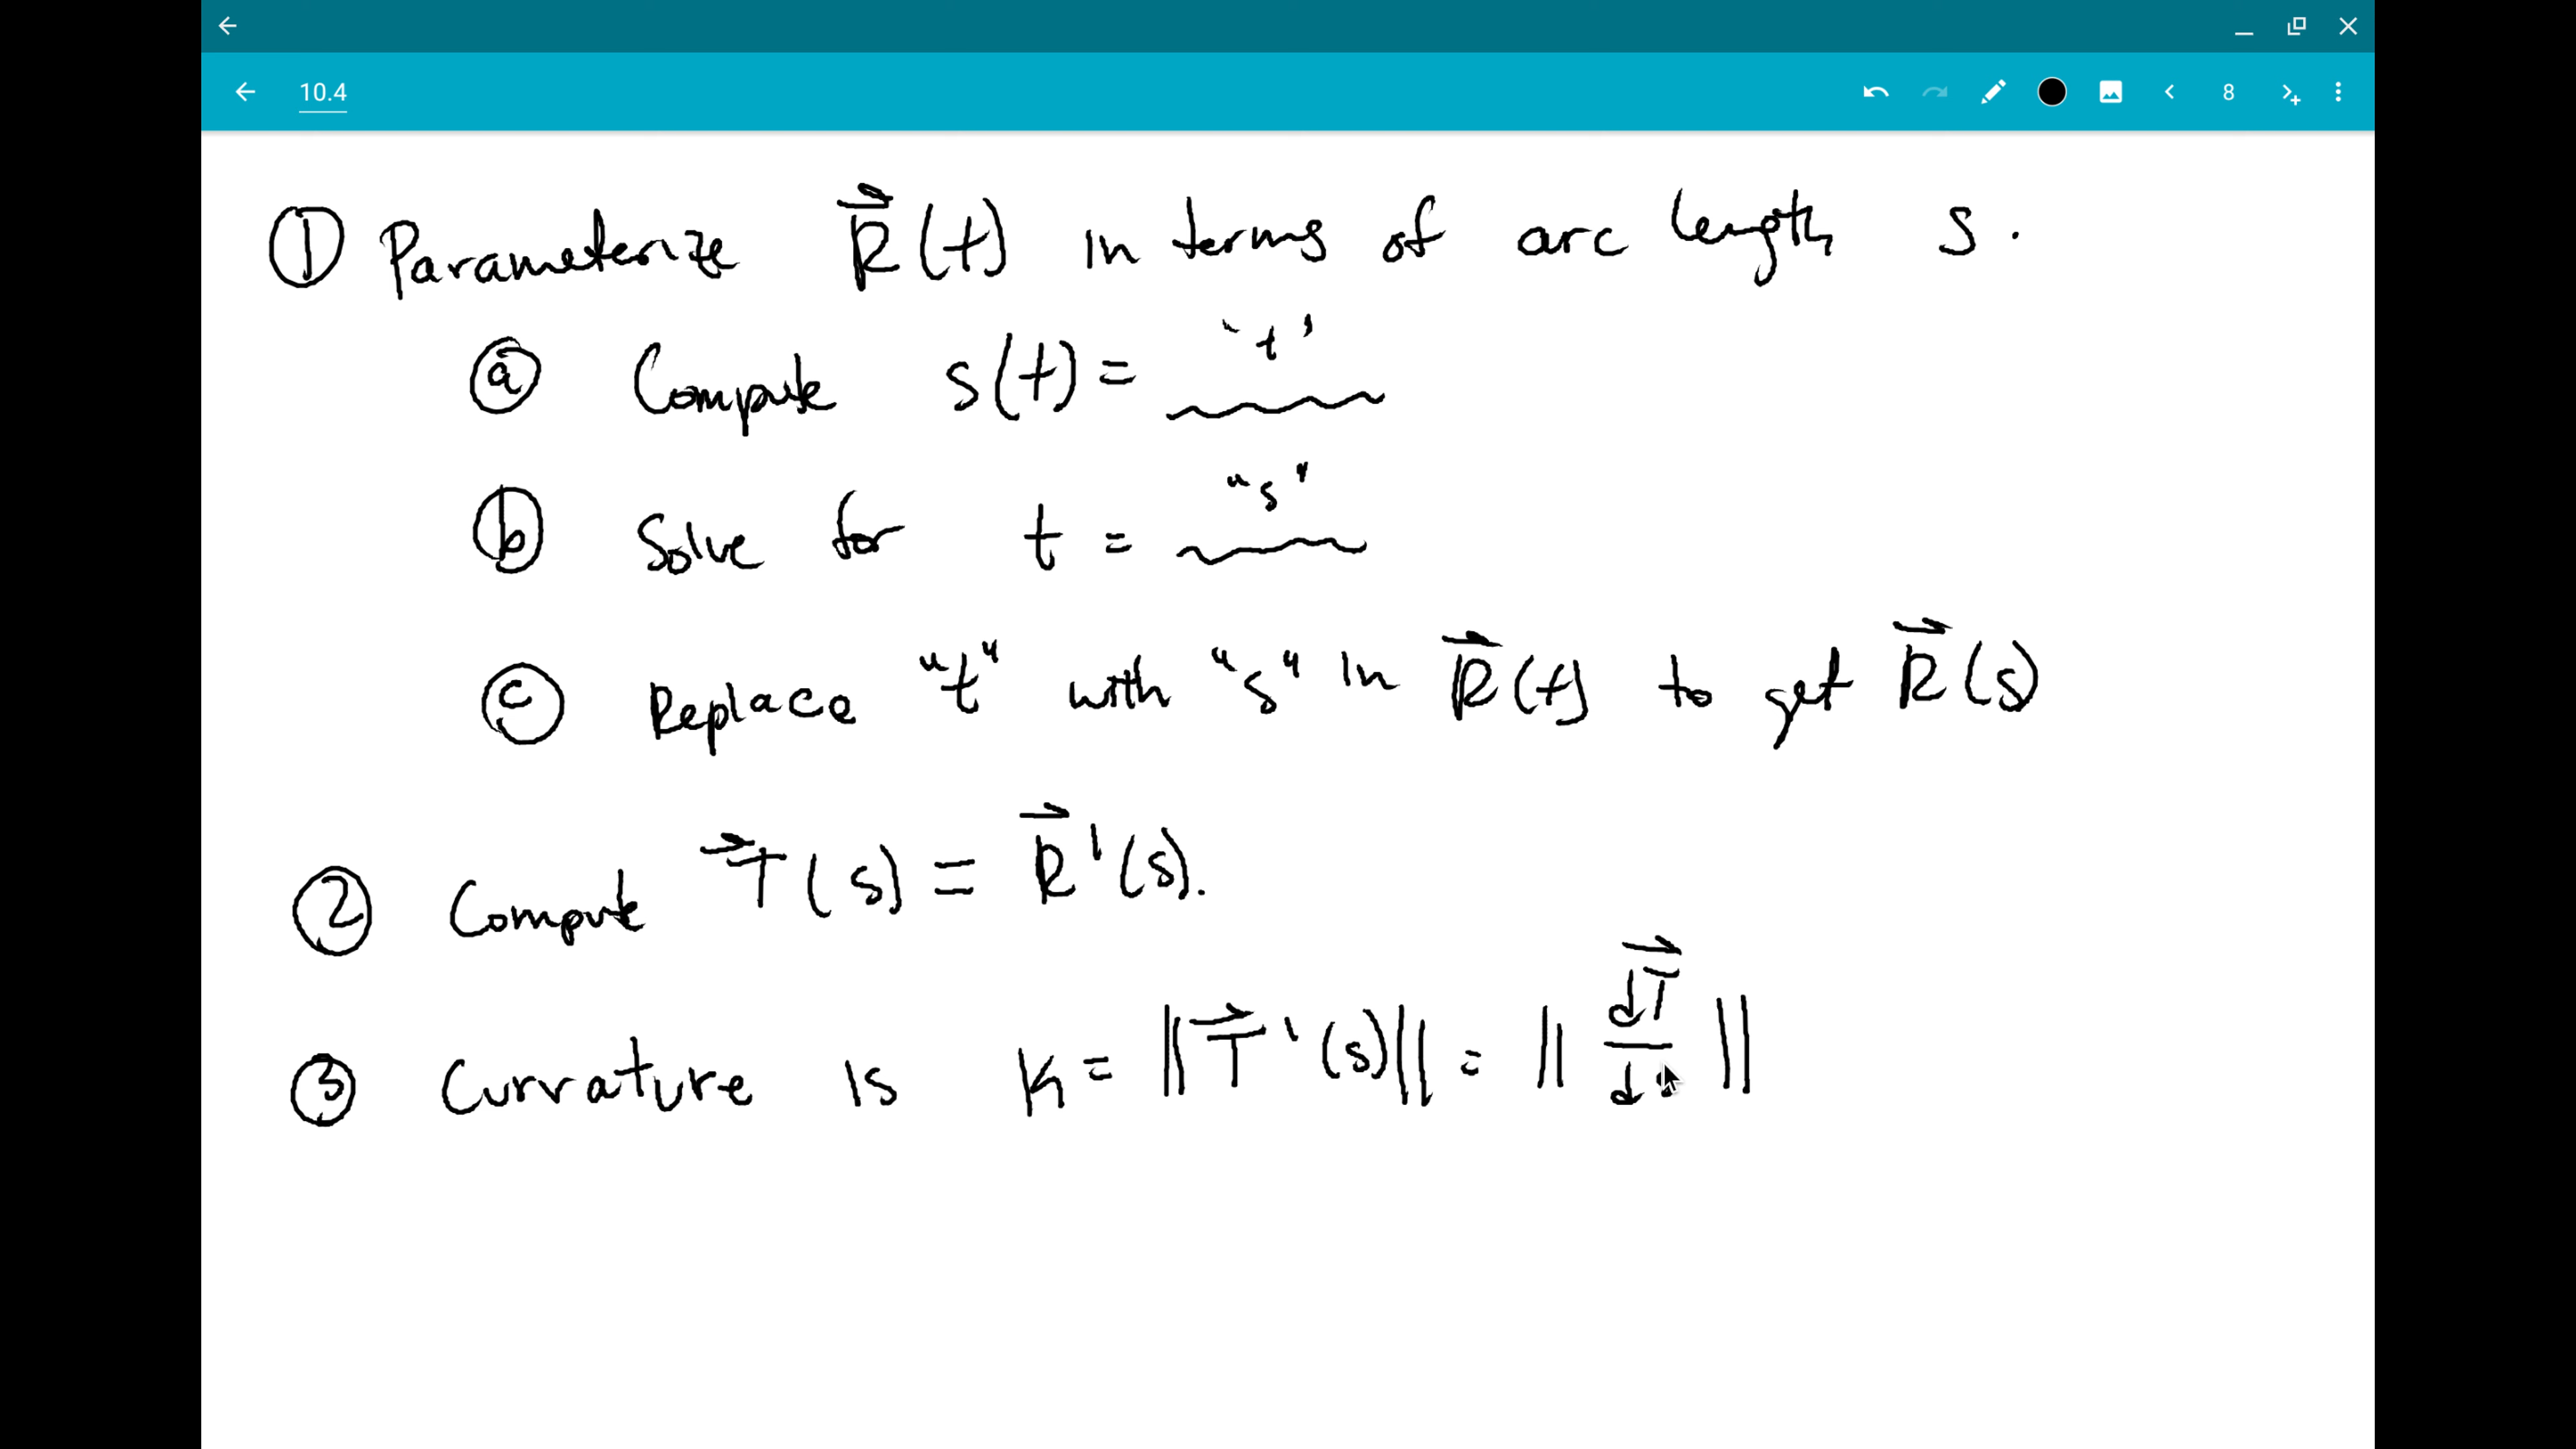 10.4
8
① Parameterize R⃗(t) in terms of arc length s.
ⓐ Compute s(t) = "t"
ⓑ Solve for t = "s"
ⓒ Replace "t" with "s" in R⃗(t) to get R⃗(s)
② Compute T⃗(s) = R⃗'(s).
③ Curvature is K = ||T⃗'(s)|| = || dT⃗/ds ||